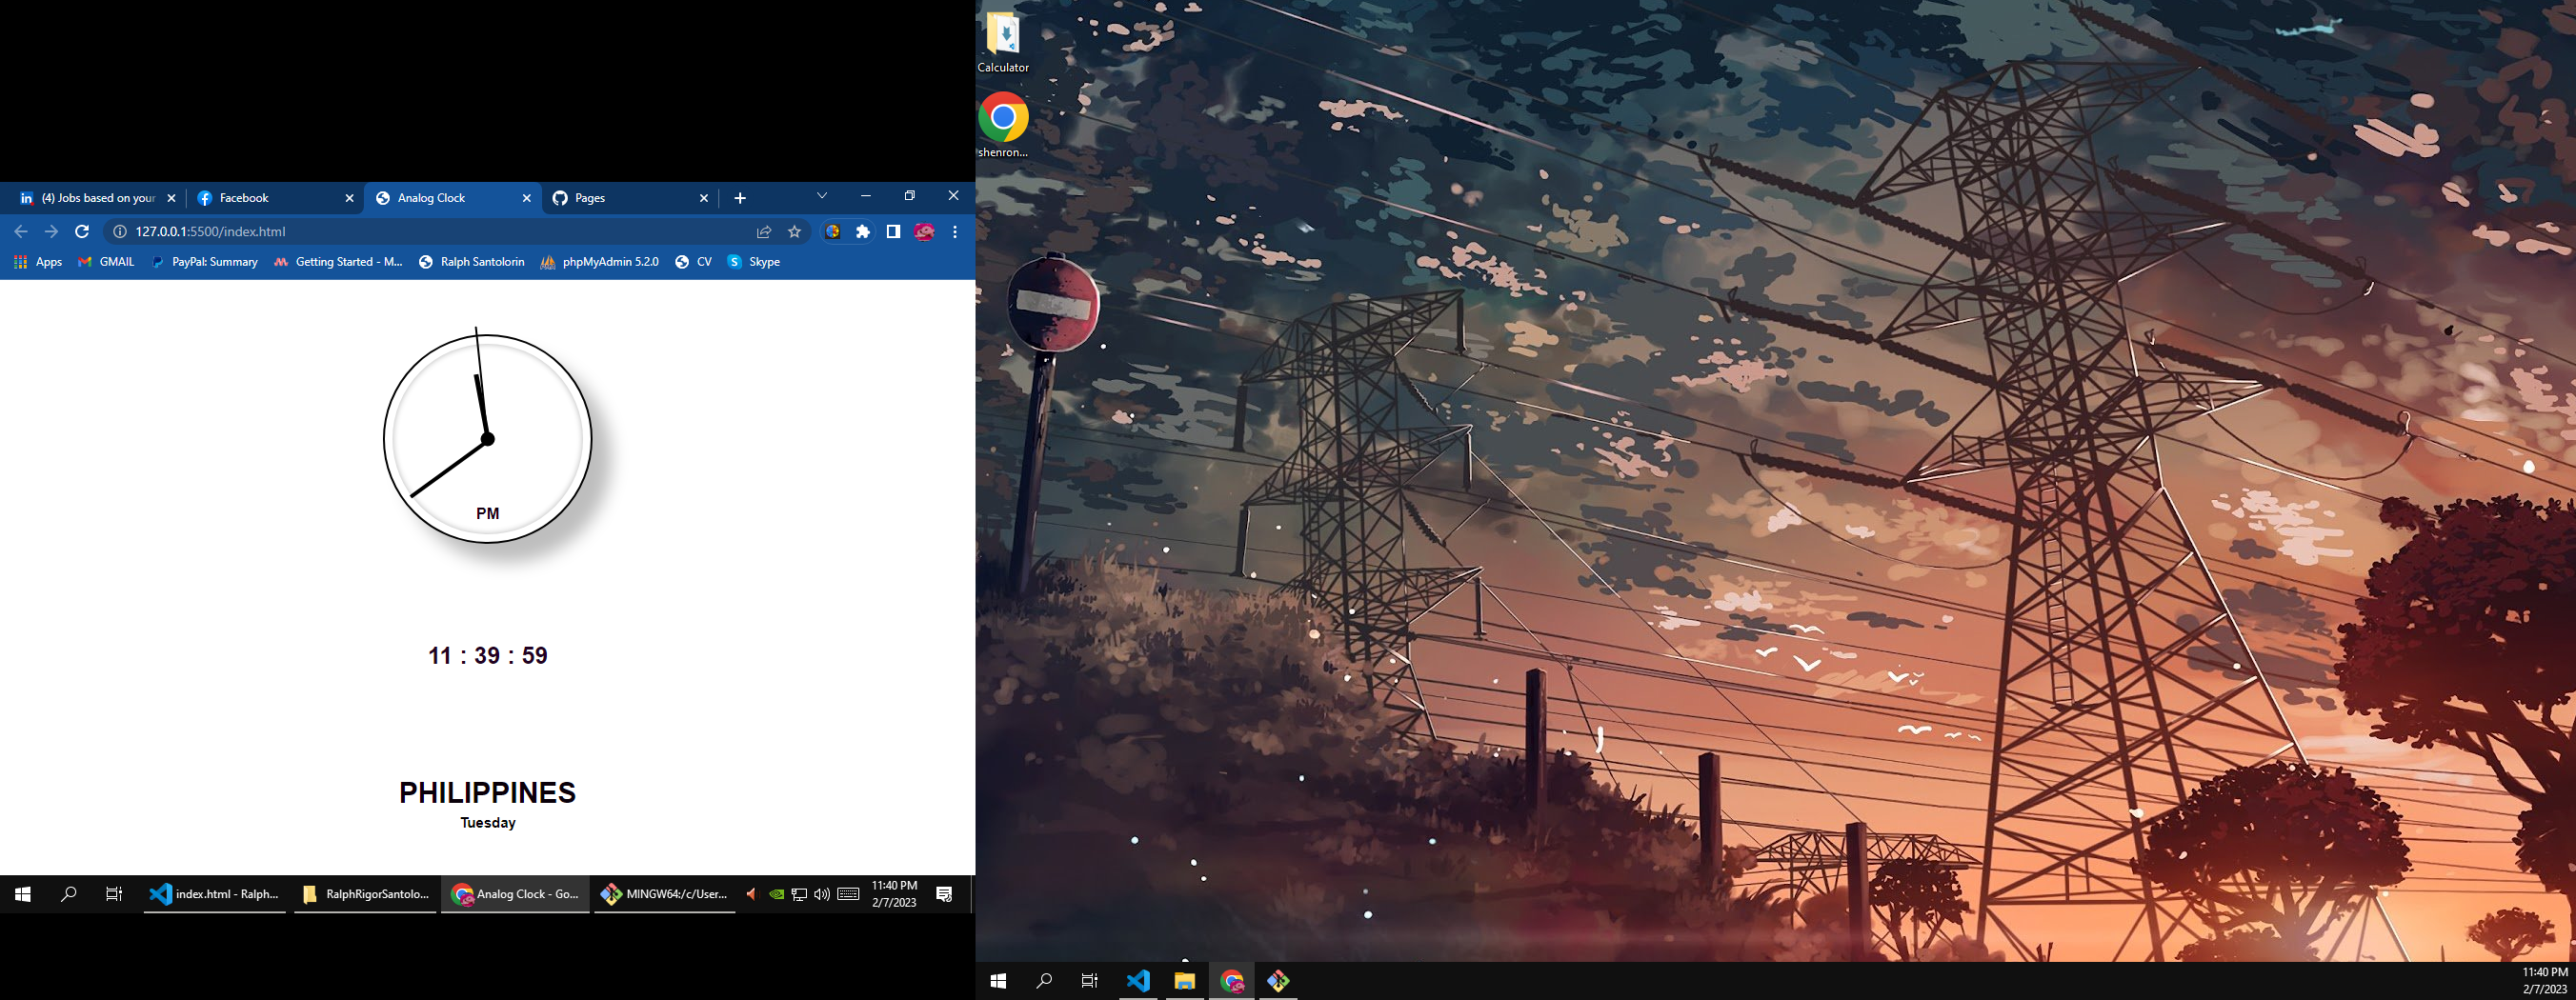 Calculator
shenron...
(4) Jobs based on your
Facebook
Analog Clock
Pages
127.0.0.1:5500/index.html
Apps
GMAIL
PayPal: Summary
Getting Started - M...
Ralph Santolorin
phpMyAdmin 5.2.0
CV
Skype
PM
11 : 39 : 59
PHILIPPINES
Tuesday
index.html - Ralph...
RalphRigorSantolo...
Analog Clock - Go...
MINGW64:/c/User...
11:40 PM
2/7/2023
11:40 PM
2/7/2023